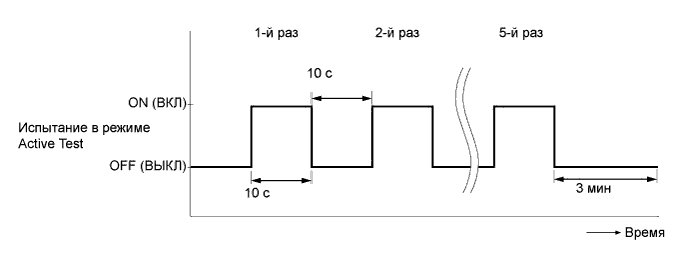 1-й раз
2-й раз
5-й раз
10 с
ON (ВКЛ)
Испытание в режиме
Active Test
OFF (ВЫКЛ)
10 с
3 мин
Время